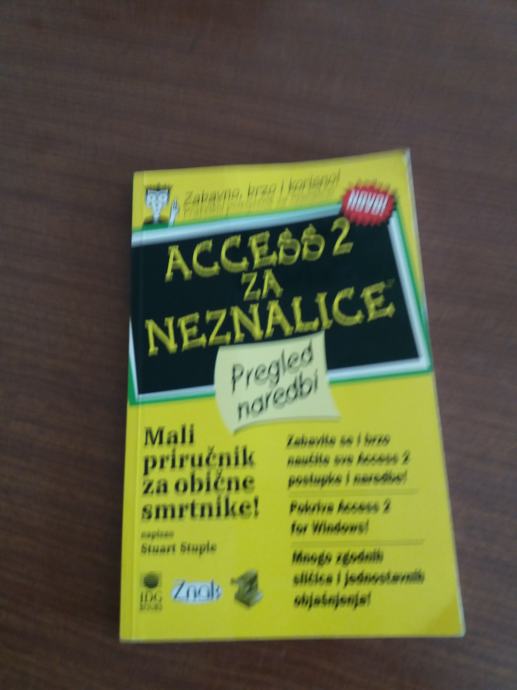 Zabavno, brzo i korisno!
Novo!
ACCESS 2
ZA
NEZNALICE
Pregled
naredbi
Mali
priručnik
za obične
smrtnike!
napisao
Stuart Stuple
Zabavite se i brzo
naučite sve Access 2
postupke i naredbe!
Pokriva Access 2
for Windows!
Mnogo zgodnih
sličica i jednostavnih
objašnjenja!
IDG
BOOKS
Znak